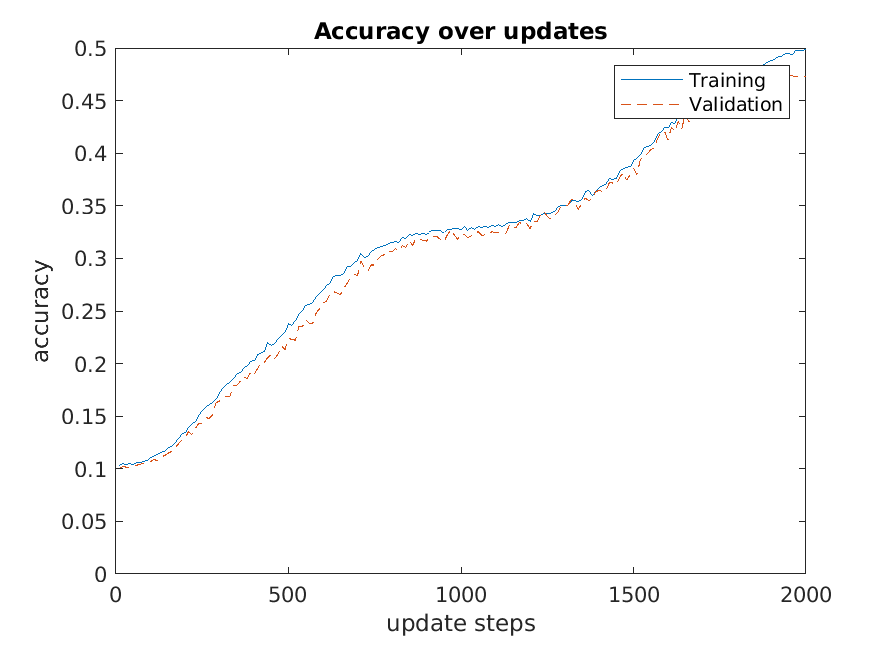 Accuracy over updates
0.5
0.45
0.4
0.35
0.3
0.25
0.2
0.15
0.1
0.05
0
accuracy
Training
Validation
0 500 1000 1500 2000
update steps